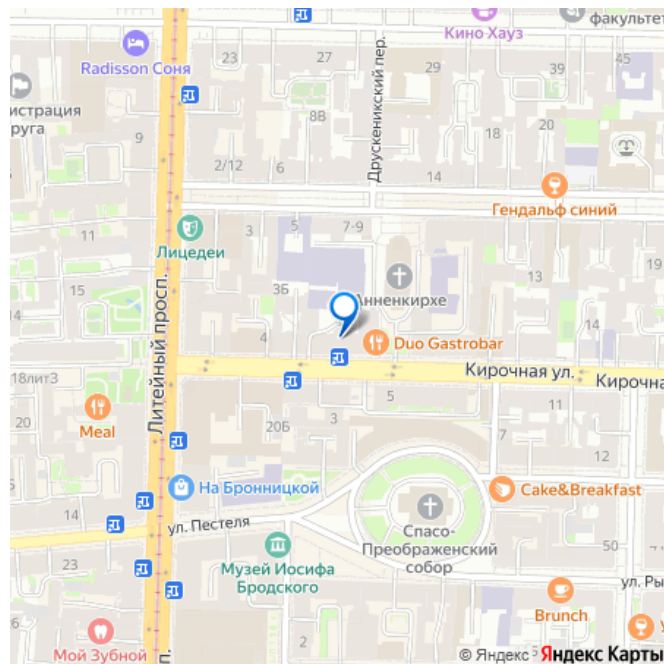 факультет
Кино Хауз
Radisson Соня
23
27
Друскеникский пер.
29
45
39
истрация
руга
8В
9
20
18
2/12
6
14
Гендальф синий
11
3
5
7-9
Лицедеи
13
3Б
Анненкирхе
Литейный просп.
4
14
Duo Gastrobar
Кирочная ул.
Кирочна
18лит3
5
20
Meal
20Б
3
7
12
На Бронницкой
Cake&Breakfast
14
ул. Пестеля
Спасо-
Преображенский
собор
50
4
Музей Иосифа
Бродского
ул. Ры
Brunch
11
2
Мой Зубной
п.
У
© Яндекс Яндекс Карты